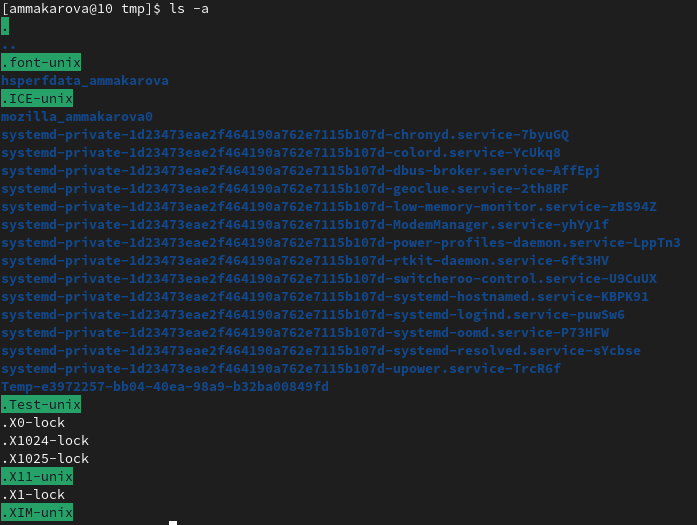 [ammakarova@10 tmp]$ ls -a
.
..
.font-unix
hsperfdata_ammakarova
.ICE-unix
mozilla_ammakarova0
systemd-private-1d23473eae2f464190a762e7115b107d-chronyd.service-7byuGQ
systemd-private-1d23473eae2f464190a762e7115b107d-colord.service-YcUkq8
systemd-private-1d23473eae2f464190a762e7115b107d-dbus-broker.service-AffEpj
systemd-private-1d23473eae2f464190a762e7115b107d-geoclue.service-2th8RF
systemd-private-1d23473eae2f464190a762e7115b107d-low-memory-monitor.service-zBS94Z
systemd-private-1d23473eae2f464190a762e7115b107d-ModemManager.service-yhYy1f
systemd-private-1d23473eae2f464190a762e7115b107d-power-profiles-daemon.service-LppTn3
systemd-private-1d23473eae2f464190a762e7115b107d-rtkit-daemon.service-6ft3HV
systemd-private-1d23473eae2f464190a762e7115b107d-switcheroo-control.service-U9CuUX
systemd-private-1d23473eae2f464190a762e7115b107d-systemd-hostnamed.service-KBPK91
systemd-private-1d23473eae2f464190a762e7115b107d-systemd-logind.service-puwSw6
systemd-private-1d23473eae2f464190a762e7115b107d-systemd-oomd.service-P73HFW
systemd-private-1d23473eae2f464190a762e7115b107d-systemd-resolved.service-sYcbse
systemd-private-1d23473eae2f464190a762e7115b107d-upower.service-TrcR6f
Temp-e3972257-bb04-40ea-98a9-b32ba00849fd
.Test-unix
.X0-lock
.X1024-lock
.X1025-lock
.X11-unix
.X1-lock
.XIM-unix